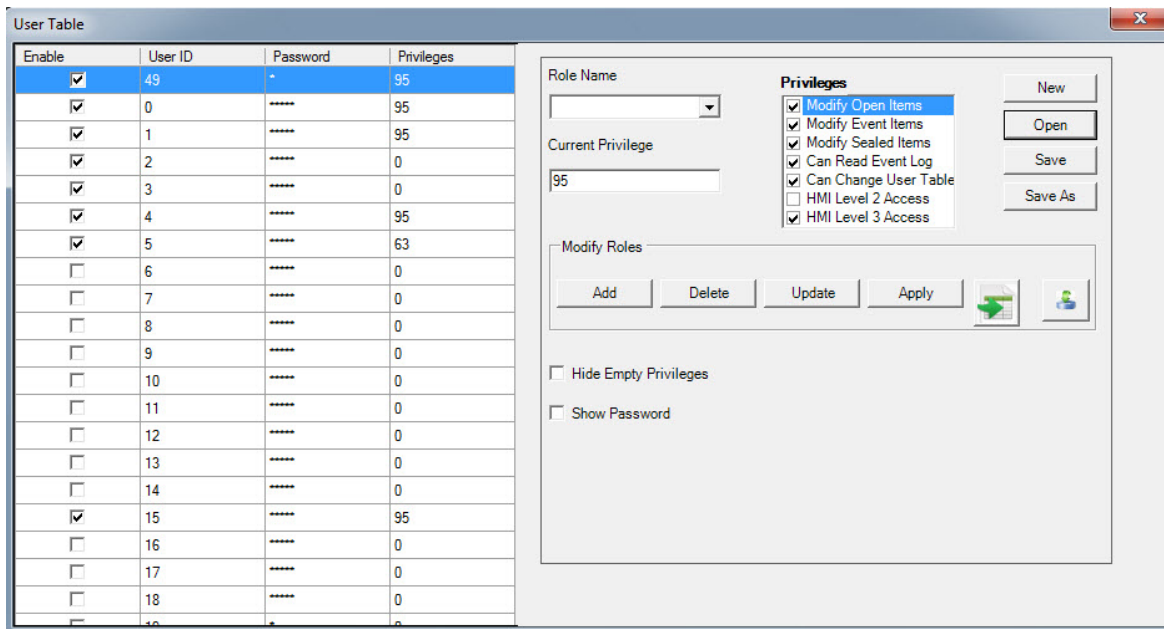 User Table
X
Enable User ID Password Privileges
49 * 95
0 ***** 95
1 ***** 95
2 ***** 0
3 ***** 0
4 ***** 95
5 ***** 63
6 ***** 0
7 ***** 0
8 ***** 0
9 ***** 0
10 ***** 0
11 ***** 0
12 ***** 0
13 ***** 0
14 ***** 0
15 ***** 95
16 ***** 0
17 ***** 0
18 ***** 0
Role Name
Current Privilege
95
Privileges
Modify Open Items
Modify Event Items
Modify Sealed Items
Can Read Event Log
Can Change User Table
HMI Level 2 Access
HMI Level 3 Access
New
Open
Save
Save As
Modify Roles
Add Delete Update Apply
Hide Empty Privileges
Show Password